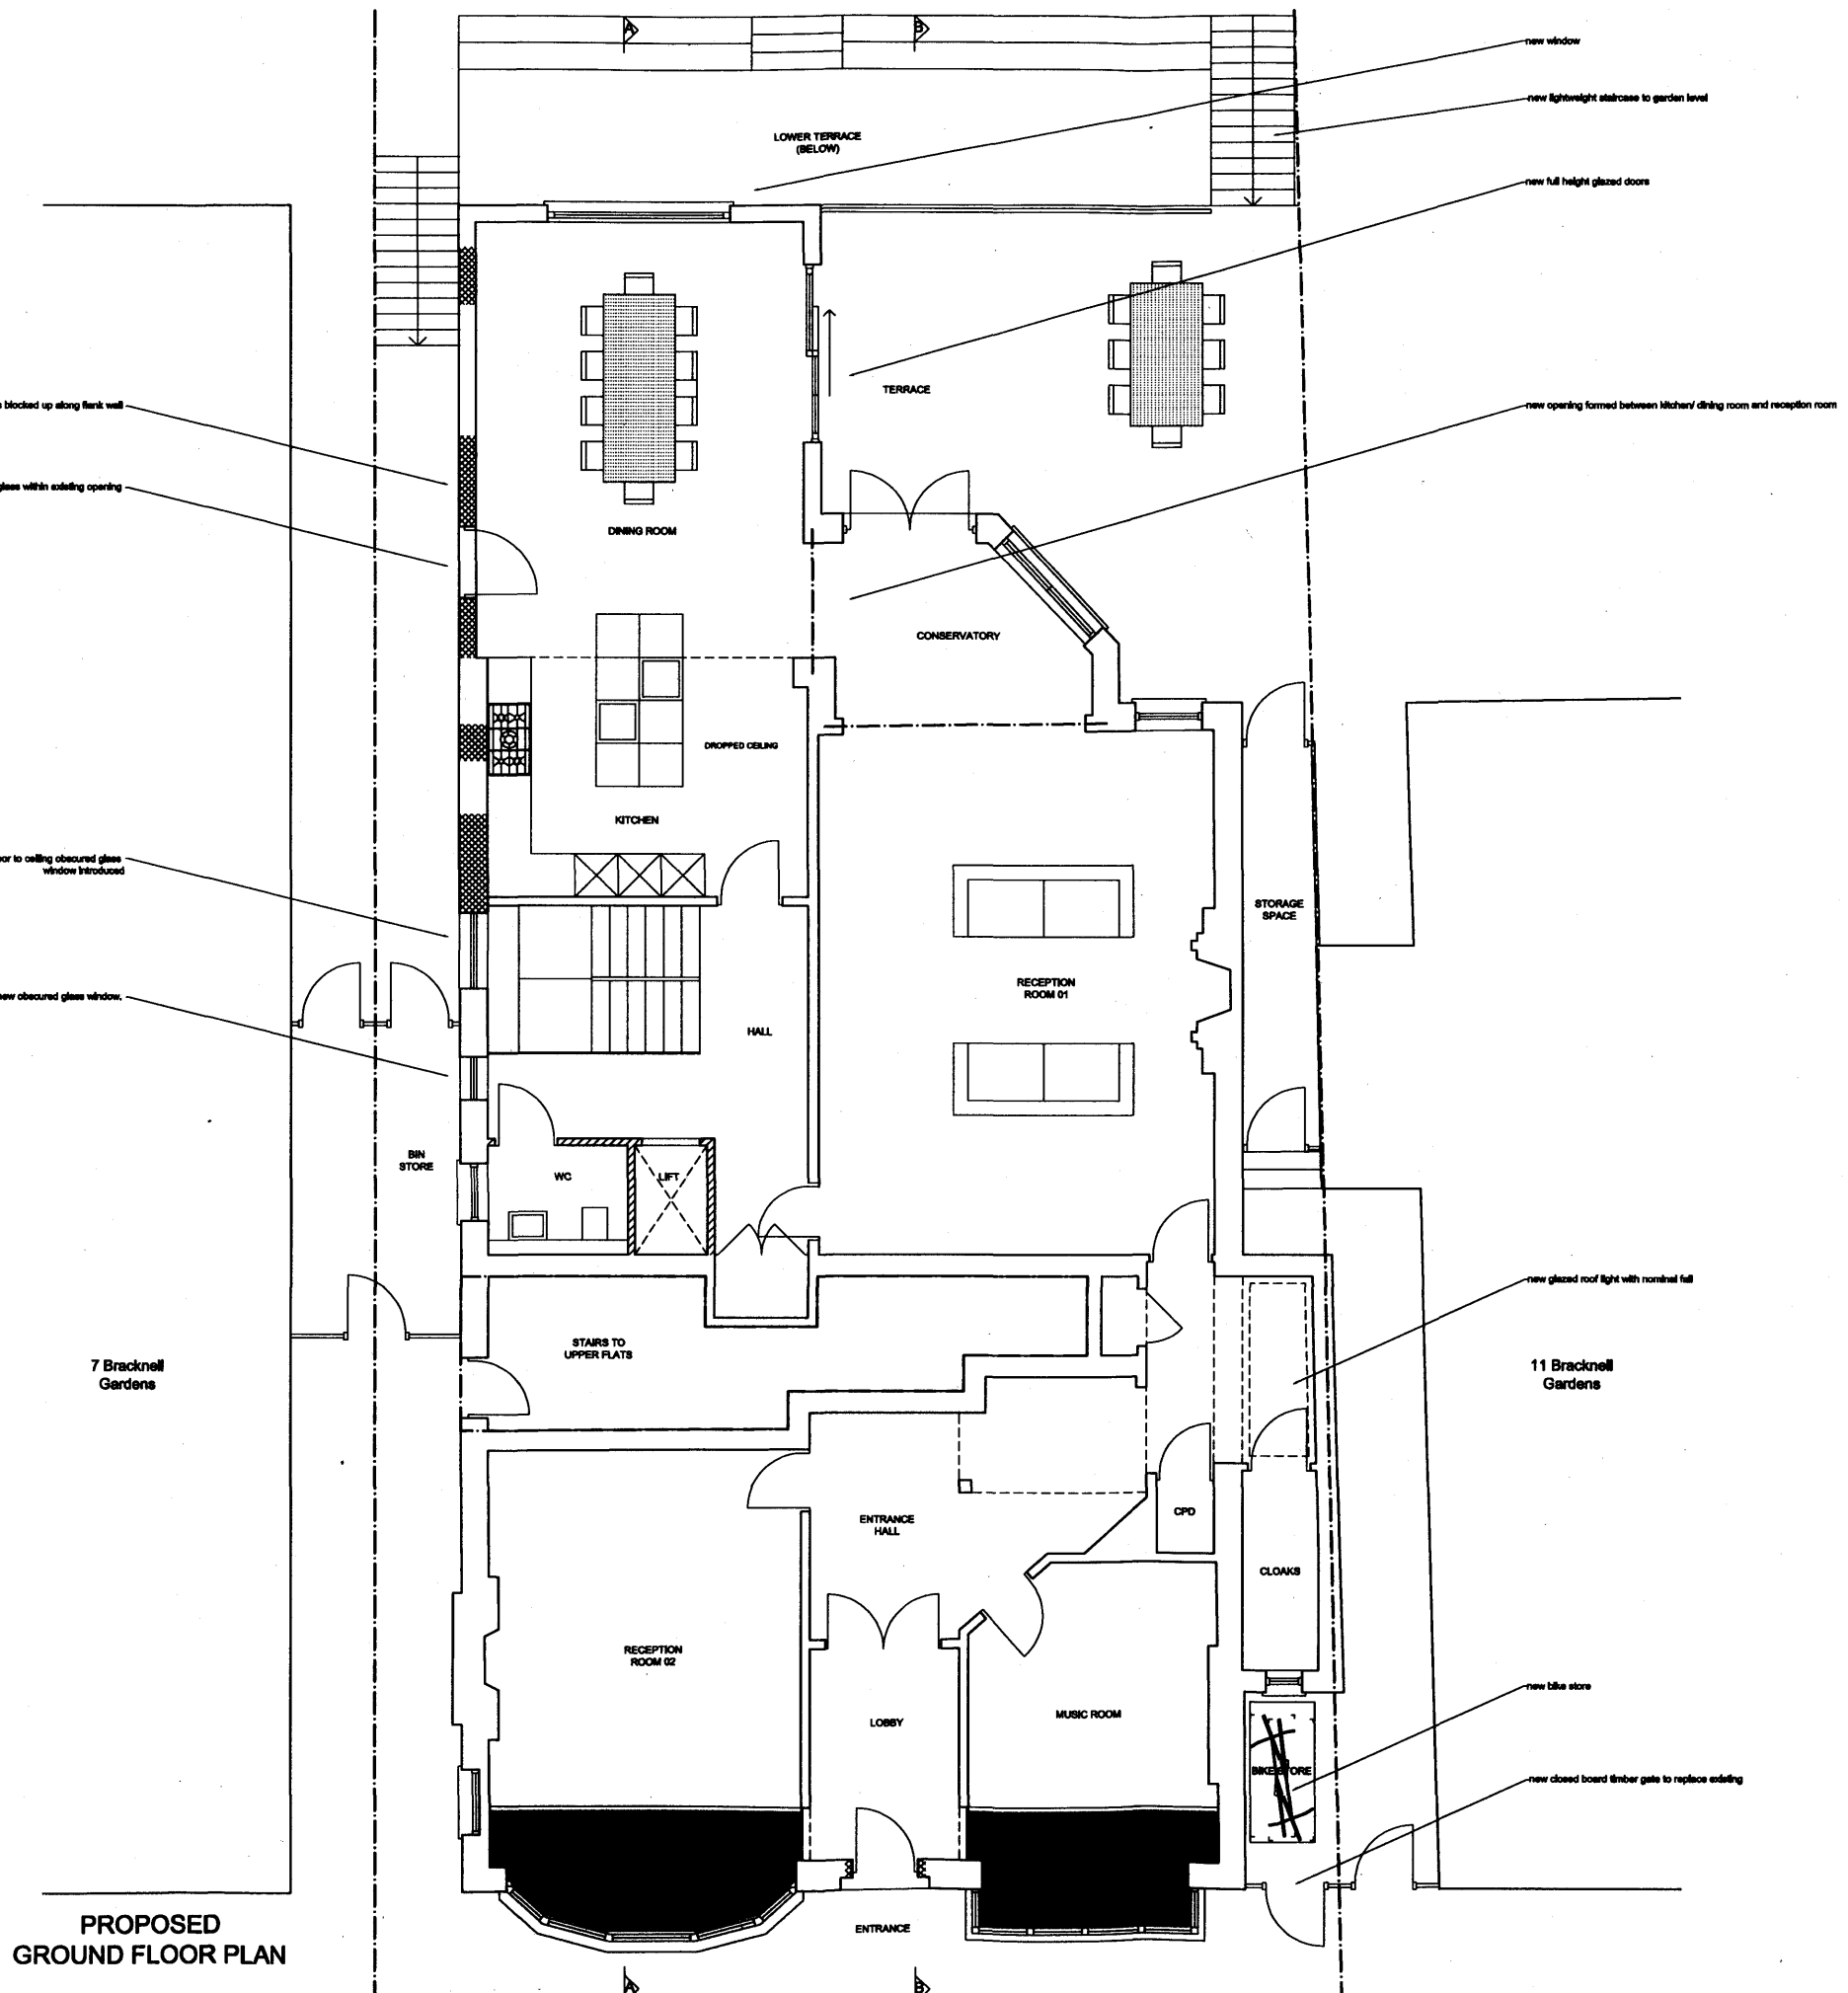 A
B
new window
new lightweight staircase to garden level
LOWER TERRACE
(BELOW)
new full height glazed doors
TERRACE
blocked up along flank wall
new opening formed between kitchen/ dining room and reception room
glass within existing opening
DINING ROOM
CONSERVATORY
DROPPED CEILING
KITCHEN
to ceiling obscured glass
window introduced
STORAGE
SPACE
RECEPTION
ROOM 01
new obscured glass window.
HALL
BIN
STORE
WC
LIFT
new glazed roof light with nominal fall
STAIRS TO
UPPER FLATS
7 Bracknell
Gardens
11 Bracknell
Gardens
CPD
ENTRANCE
HALL
CLOAKS
RECEPTION
ROOM 02
new bike store
LOBBY
MUSIC ROOM
BIKE STORE
new closed board timber gate to replace existing
ENTRANCE
PROPOSED
GROUND FLOOR PLAN
A
B